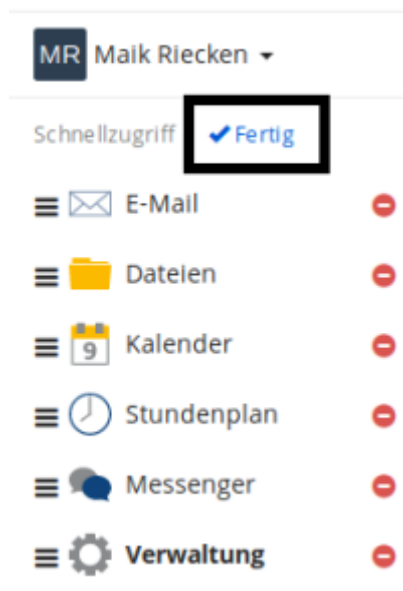 MR Maik Riecken
Schnellzugriff Fertig
E-Mail
Dateien
9 Kalender
Stundenplan
Messenger
Verwaltung